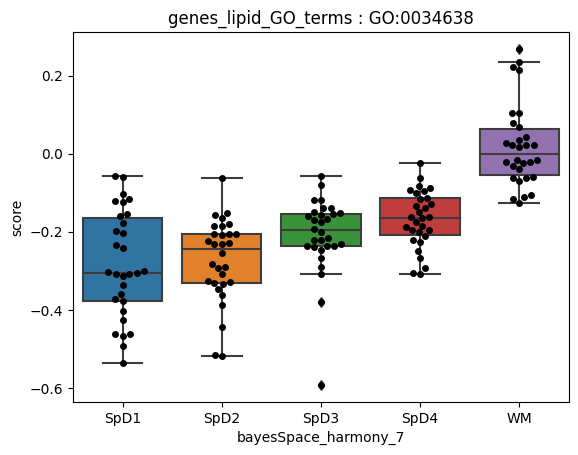 genes_lipid_GO_terms : GO:0034638
score
0.2
0.0
−0.2
−0.4
−0.6
SpD1 SpD2 SpD3 SpD4 WM
bayesSpace_harmony_7